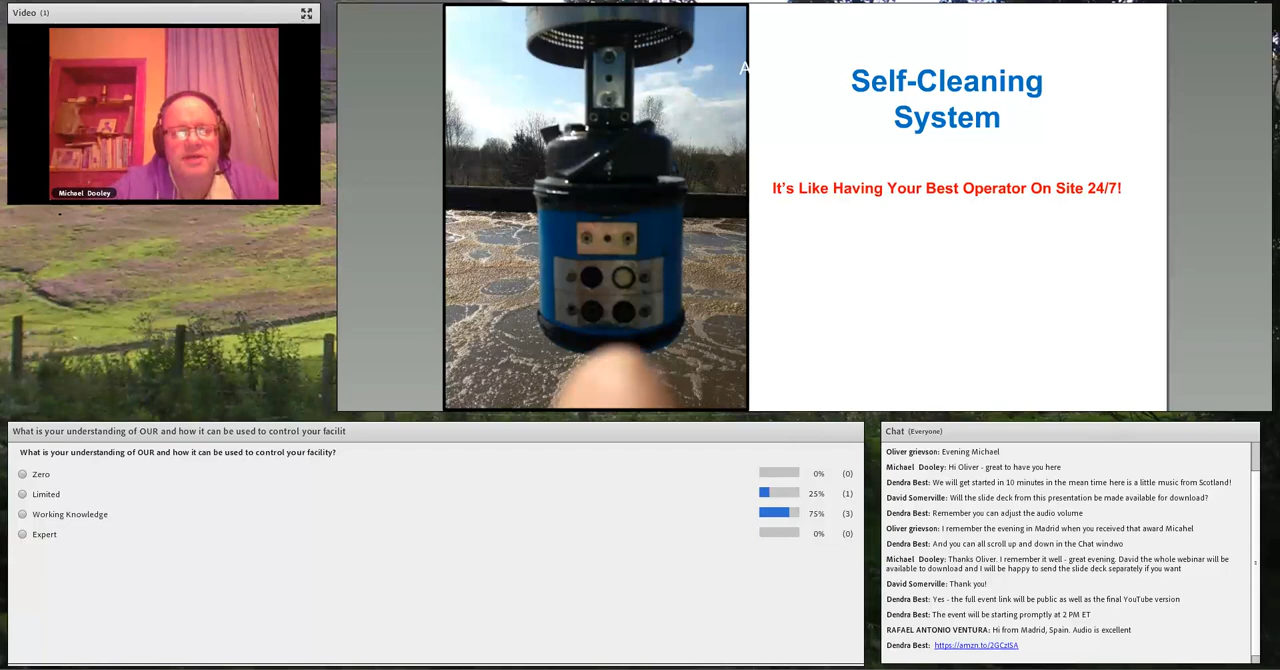 Video (1)
Michael Dooley
A
Self-Cleaning
System
It's Like Having Your Best Operator On Site 24/7!
What is your understanding of OUR and how it can be used to control your facilit
What is your understanding of OUR and how it can be used to control your facility?
Zero 0% (0)
Limited 25% (1)
Working Knowledge 75% (3)
Expert 0% (0)
Chat (Everyone)
Oliver grievson: Evening Michael
Michael Dooley: Hi Oliver - great to have you here
Dendra Best: We will get started in 10 minutes in the mean time here is a little music from Scotland!
David Somerville: Will the slide deck from this presentation be made available for download?
Dendra Best: Remember you can adjust the audio volume
Oliver grievson: I remember the evening in Madrid when you received that award Micahel
Dendra Best: And you can all scroll up and down in the Chat windwo
Michael Dooley: Thanks Oliver. I remember it well - great evening. David the whole webinar will be
available to download and I will be happy to send the slide deck separately if you want
David Somerville: Thank you!
Dendra Best: Yes - the full event link will be public as well as the final YouTube version
Dendra Best: The event will be starting promptly at 2 PM ET
RAFAEL ANTONIO VENTURA: Hi from Madrid, Spain. Audio is excellent
Dendra Best: https://amzn.to/2GCzISA